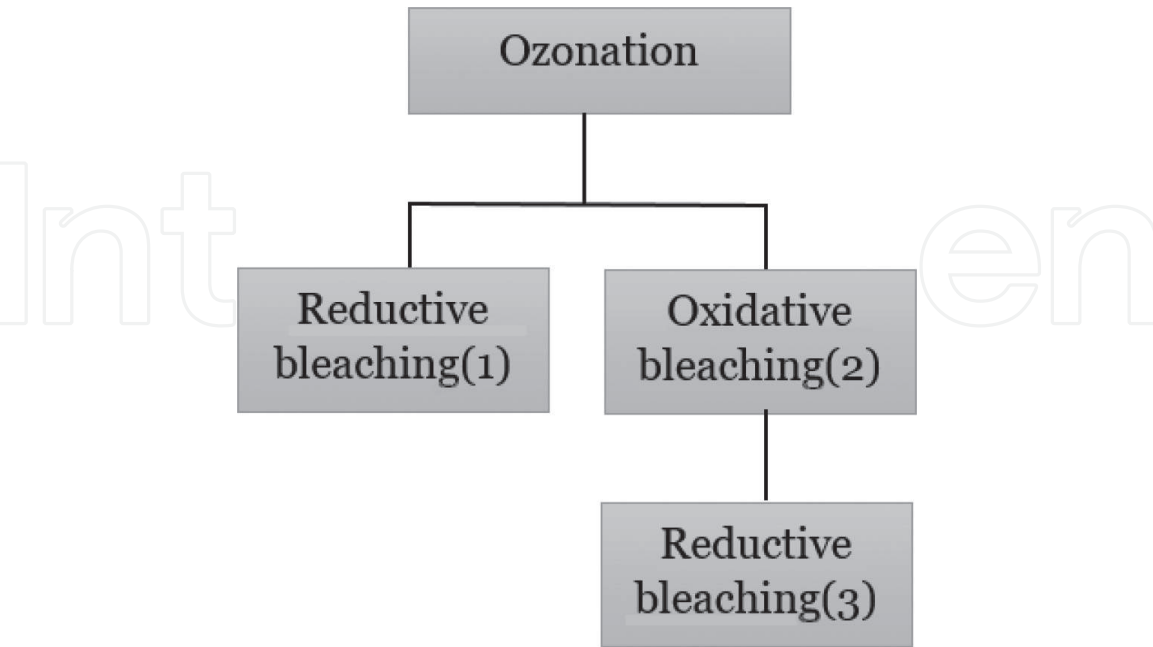 Ozonation
Reductive
bleaching(1)
Oxidative
bleaching(2)
Reductive
bleaching(3)